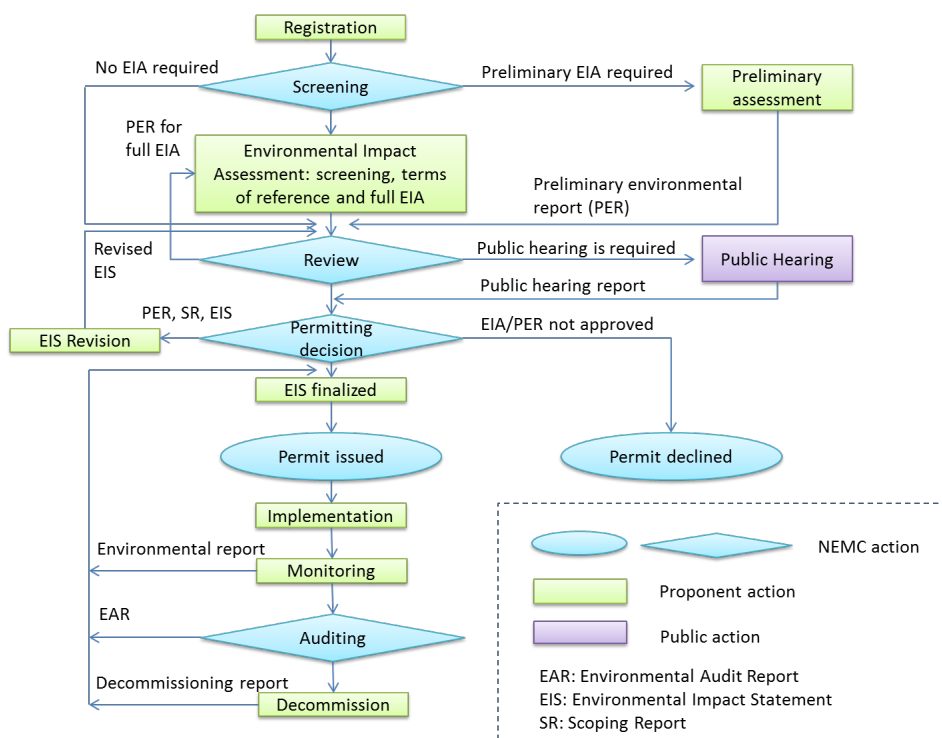 Registration
No EIA required
Screening
Preliminary EIA required
Preliminary
assessment
PER for
full EIA
Environmental Impact
Assessment: screening, terms
of reference and full EIA
Preliminary environmental
report (PER)
Revised
EIS
Review
Public hearing is required
Public Hearing
Public hearing report
PER, SR, EIS
EIS Revision
Permitting
decision
EIA/PER not approved
EIS finalized
Permit issued
Permit declined
Implementation
Environmental report
Monitoring
EAR
Auditing
Decommissioning report
Decommission
NEMC action
Proponent action
Public action
EAR: Environmental Audit Report
EIS: Environmental Impact Statement
SR: Scoping Report